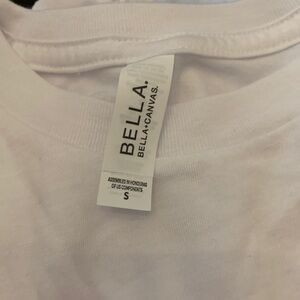 BELLA.
BELLA+CANVAS.
ASSEMBLED IN HONDURAS
OF US COMPONENTS
S